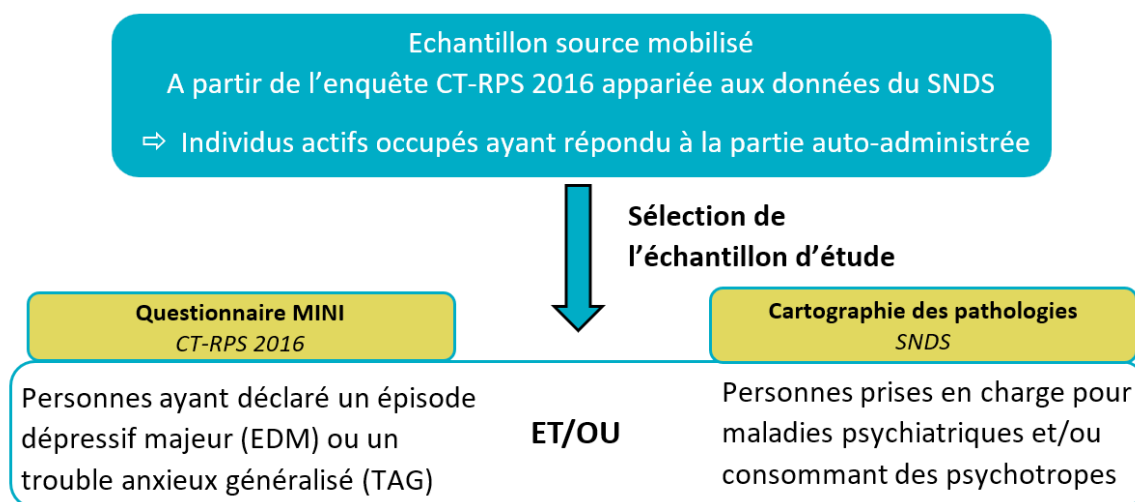 Echantillon source mobilisé
A partir de l'enquête CT-RPS 2016 appariée aux données du SNDS
⇨ Individus actifs occupés ayant répondu à la partie auto-administrée
Sélection de
l'échantillon d'étude
Questionnaire MINI
CT-RPS 2016
Personnes ayant déclaré un épisode
dépressif majeur (EDM) ou un
trouble anxieux généralisé (TAG)
ET/OU
Cartographie des pathologies
SNDS
Personnes prises en charge pour
maladies psychiatriques et/ou
consommant des psychotropes